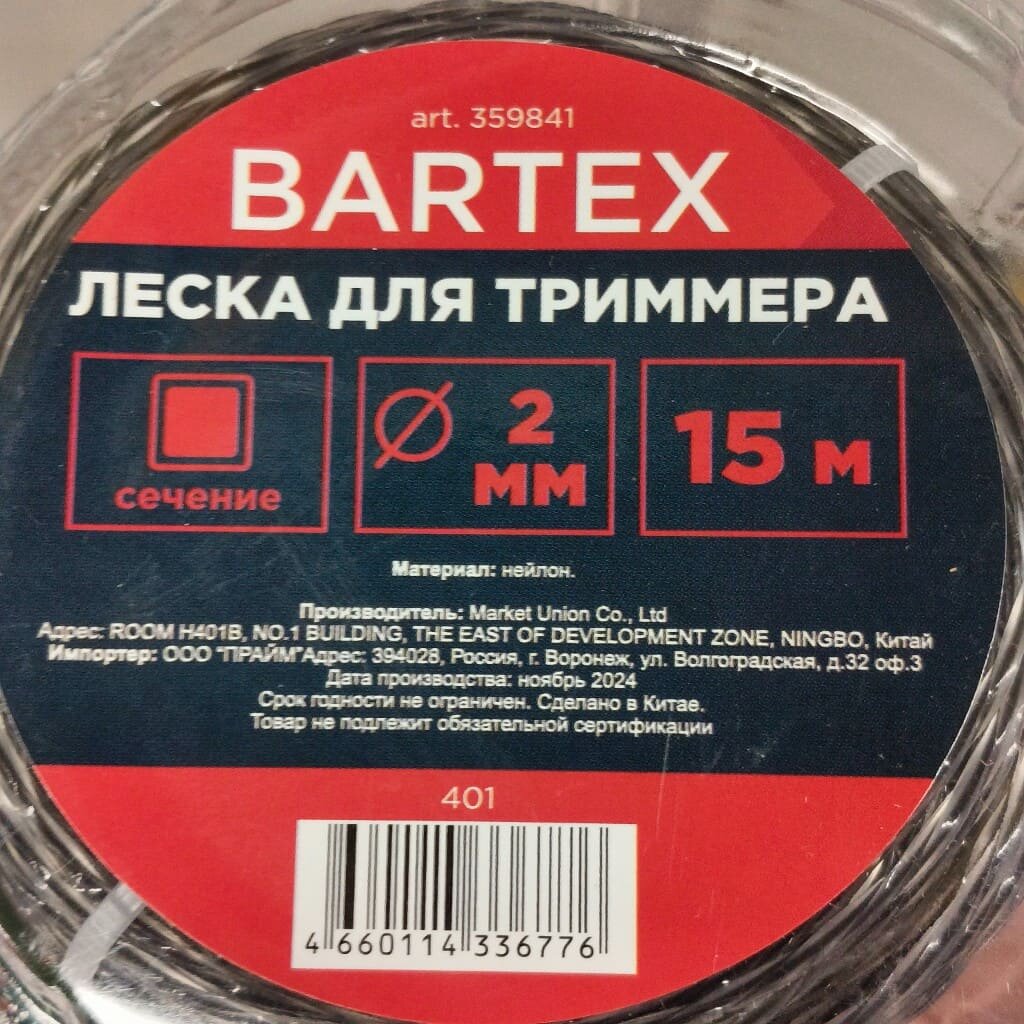 art. 359841
BARTEX
ЛЕСКА ДЛЯ ТРИММЕРА
сечение
Ø 2 мм
15 м
Материал: нейлон.
Производитель: Market Union Co., Ltd
Адрес: ROOM H401B, NO.1 BUILDING, THE EAST OF DEVELOPMENT ZONE, NINGBO, Китай
Импортер: ООО "ПРАЙМ"Адрес: 394028, Россия, г. Воронеж, ул. Волгоградская, д.32 оф.3
Дата производства: ноябрь 2024
Срок годности не ограничен. Сделано в Китае.
Товар не подлежит обязательной сертификации
401
4 660114 336776